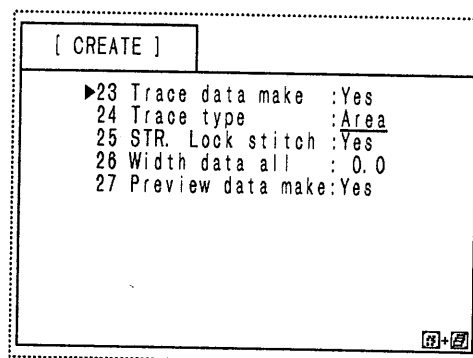 [ CREATE ]
▶23 Trace data make :Yes
24 Trace type :Area
25 STR. Lock stitch :Yes
26 Width data all : 0.0
27 Preview data make:Yes